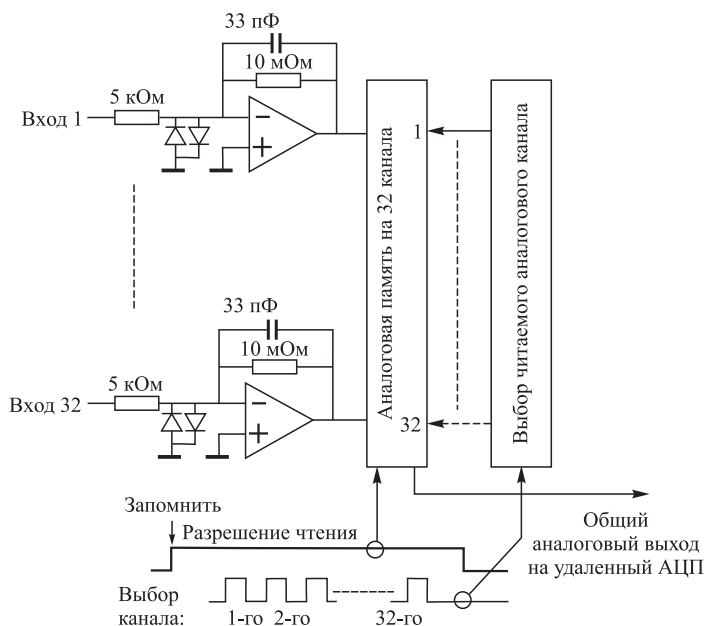 33 пФ
10 мОм
5 кОм
Вход 1
−
+
1
Аналоговая память на 32 канала
Выбор читаемого аналогового канала
33 пФ
10 мОм
5 кОм
Вход 32
−
+
32
Запомнить
Разрешение чтения
Общий
аналоговый выход
на удаленный АЦП
Выбор
канала:
1-го 2-го 32-го